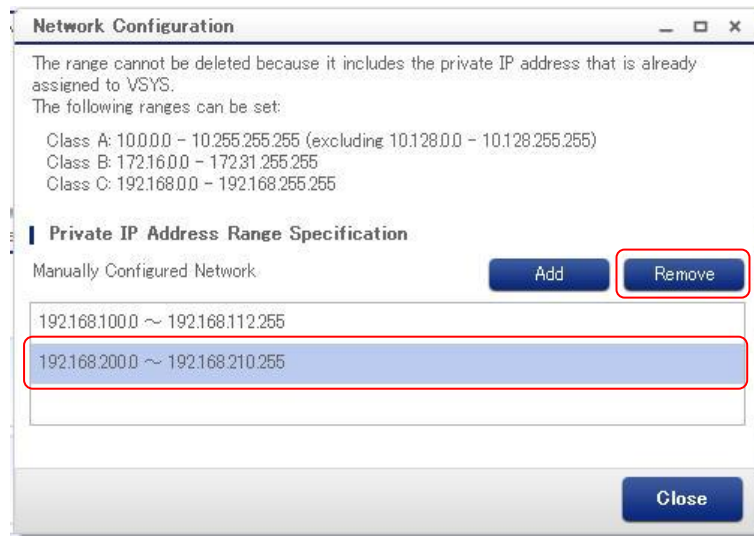 Network Configuration
The range cannot be deleted because it includes the private IP address that is already
assigned to VSYS.
The following ranges can be set:
Class A: 10.0.0.0 - 10.255.255.255 (excluding 10.128.0.0 - 10.128.255.255)
Class B: 172.16.0.0 - 172.31.255.255
Class C: 192.168.0.0 - 192.168.255.255
Private IP Address Range Specification
Manually Configured Network
Add
Remove
192.168.100.0 ～ 192.168.112.255
192.168.200.0 ～ 192.168.210.255
Close